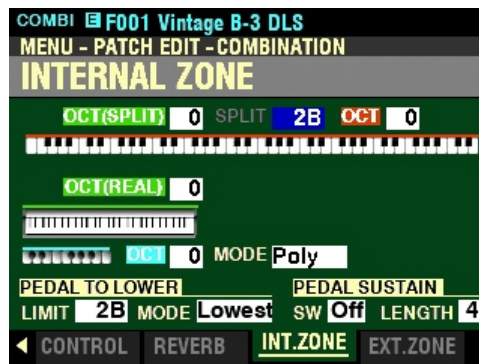 COMBI E F001 Vintage B-3 DLS
MENU - PATCH EDIT -COMBINATION
INTERNAL ZONE
OCT(SPLIT) 0 SPLIT 2B OCT 0
OCT(REAL) 0
OCT 0 MODE Poly
PEDAL TO LOWER PEDAL SUSTAIN
LIMIT 2B MODE Lowest SW Off LENGTH 4
CONTROL REVERB INT.ZONE EXT.ZONE